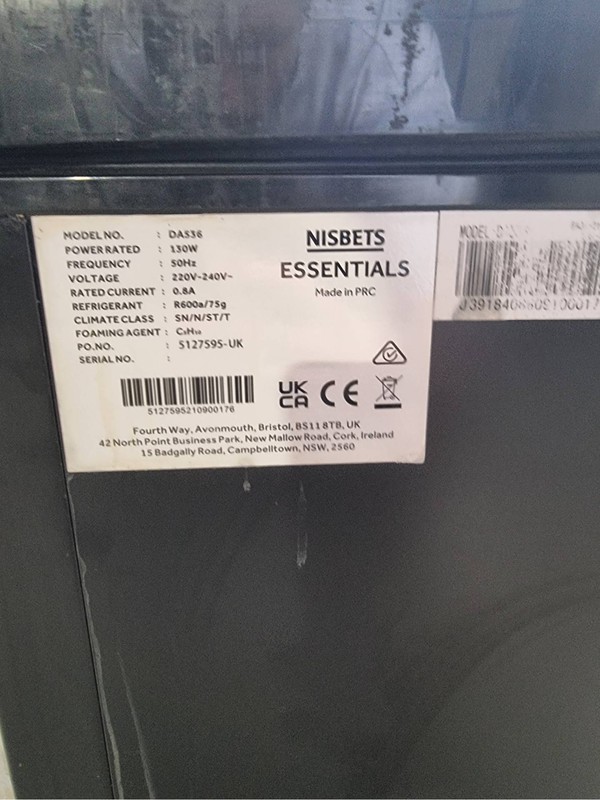 MODEL NO. : DA536
POWER RATED : 130W
FREQUENCY : 50Hz
VOLTAGE : 220V-240V~
RATED CURRENT : 0.8A
REFRIGERANT : R600a/75g
CLIMATE CLASS : SN/N/ST/T
FOAMING AGENT : C₅H₁₀
PO.NO. : 5127595-UK
SERIAL NO. :
5127595210900176
NISBETS
ESSENTIALS
Made in PRC
UK
CA CE
Fourth Way, Avonmouth, Bristol, BS11 8TB, UK
42 North Point Business Park, New Mallow Road, Cork, Ireland
15 Badgally Road, Campbelltown, NSW, 2560
MODEL